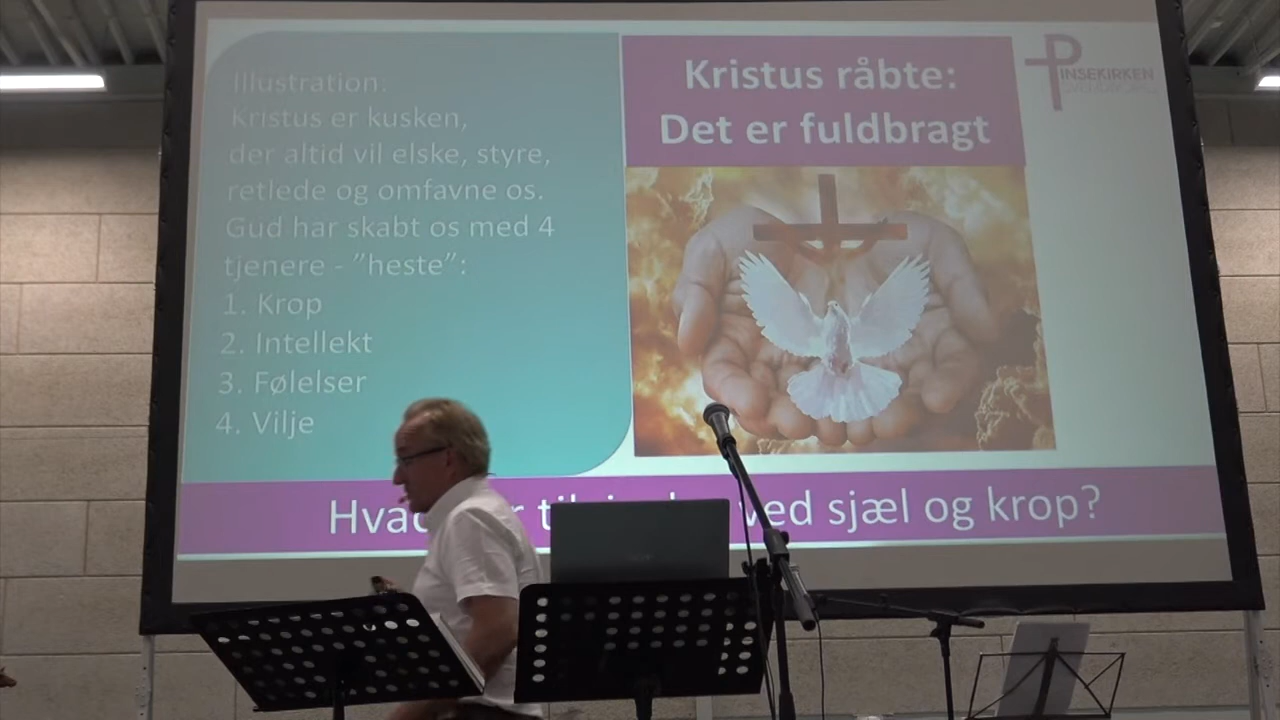 Illustration.
Kristus er kusken,
der altid vil elske, styre,
retlede og omfavne os.
Gud har skabt os med 4
tjenere - ”heste”:
1. Krop
2. Intellekt
3. Følelser
4. Vilje
Kristus råbte:
Det er fuldbragt
PINSEKIRKEN
SVENDBORG
ved sjæl og krop?